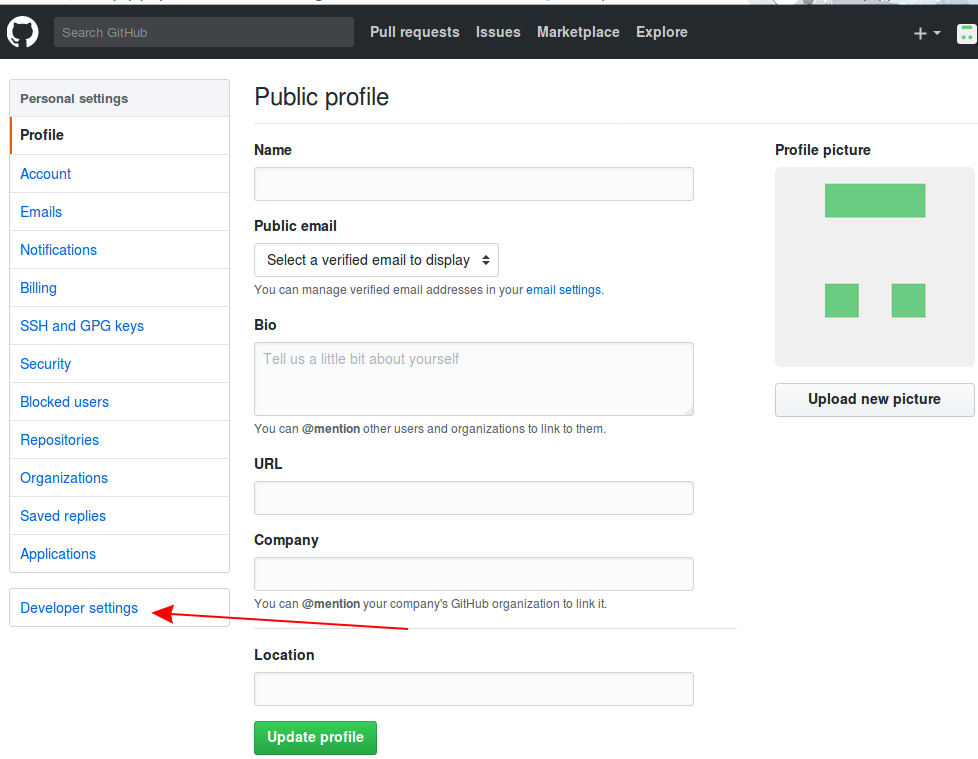 Search GitHub
Pull requests
Issues
Marketplace
Explore
Personal settings
Profile
Account
Emails
Notifications
Billing
SSH and GPG keys
Security
Blocked users
Repositories
Organizations
Saved replies
Applications
Developer settings
Public profile
Name
Public email
Select a verified email to display
You can manage verified email addresses in your email settings.
Bio
Tell us a little bit about yourself
You can @mention other users and organizations to link to them.
URL
Company
You can @mention your company's GitHub organization to link it.
Location
Update profile
Profile picture
Upload new picture